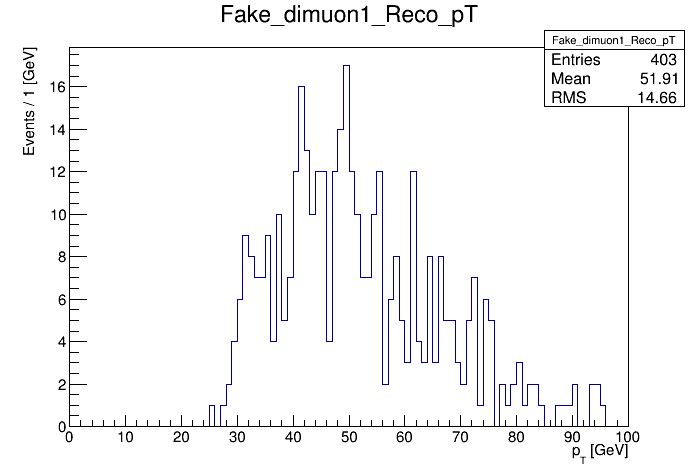 Fake_dimuon1_Reco_pT
Fake_dimuon1_Reco_pT
Entries 403
Mean 51.91
RMS 14.66
Events / 1 [GeV]
16
14
12
10
8
6
4
2
0
0 10 20 30 40 50 60 70 80 90 100
p_T [GeV]